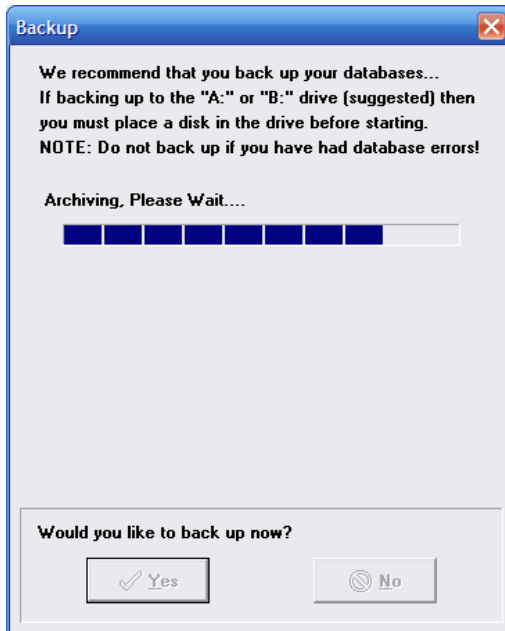 Backup
We recommend that you back up your databases...
If backing up to the "A:" or "B:" drive (suggested) then
you must place a disk in the drive before starting.
NOTE: Do not back up if you have had database errors!
Archiving, Please Wait....
Would you like to back up now?
Yes
No